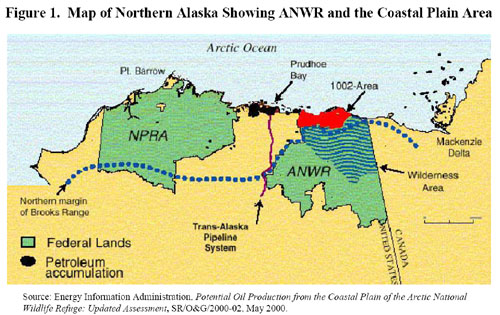 Figure 1. Map of Northern Alaska Showing ANWR and the Coastal Plain Area
Arctic Ocean
Pt. Barrow
Prudhoe
Bay
1002-Area
NPRA
Mackenzie
Delta
ANWR
Wilderness
Area
Northern margin
of Brooks Range
Trans-Alaska
Pipeline
System
CANADA
UNITED STATES
Federal Lands
Petroleum
accumulation
Source: Energy Information Administration, Potential Oil Production from the Coastal Plain of the Arctic National
Wildlife Refuge: Updated Assessment, SR/O&G/2000-02, May 2000.